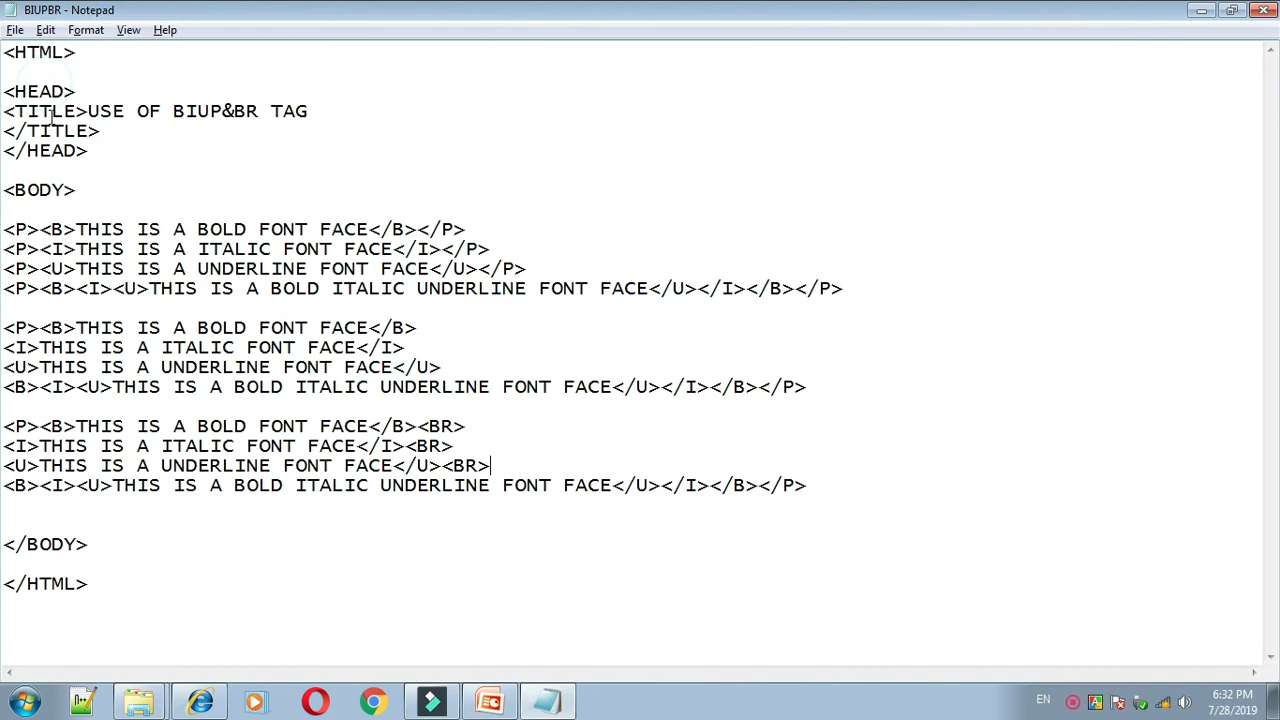 BIUPBR - Notepad
File Edit Format View Help
<HTML>
<HEAD>
<TITLE>USE OF BIUP&BR TAG
</TITLE>
</HEAD>
<BODY>
<P><B>THIS IS A BOLD FONT FACE</B></P>
<P><I>THIS IS A ITALIC FONT FACE</I></P>
<P><U>THIS IS A UNDERLINE FONT FACE</U></P>
<P><B><I><U>THIS IS A BOLD ITALIC UNDERLINE FONT FACE</U></I></B></P>
<P><B>THIS IS A BOLD FONT FACE</B>
<I>THIS IS A ITALIC FONT FACE</I>
<U>THIS IS A UNDERLINE FONT FACE</U>
<B><I><U>THIS IS A BOLD ITALIC UNDERLINE FONT FACE</U></I></B></P>
<P><B>THIS IS A BOLD FONT FACE</B><BR>
<I>THIS IS A ITALIC FONT FACE</I><BR>
<U>THIS IS A UNDERLINE FONT FACE</U><BR>
<B><I><U>THIS IS A BOLD ITALIC UNDERLINE FONT FACE</U></I></B></P>
</BODY>
</HTML>
EN
6:32 PM
7/28/2019